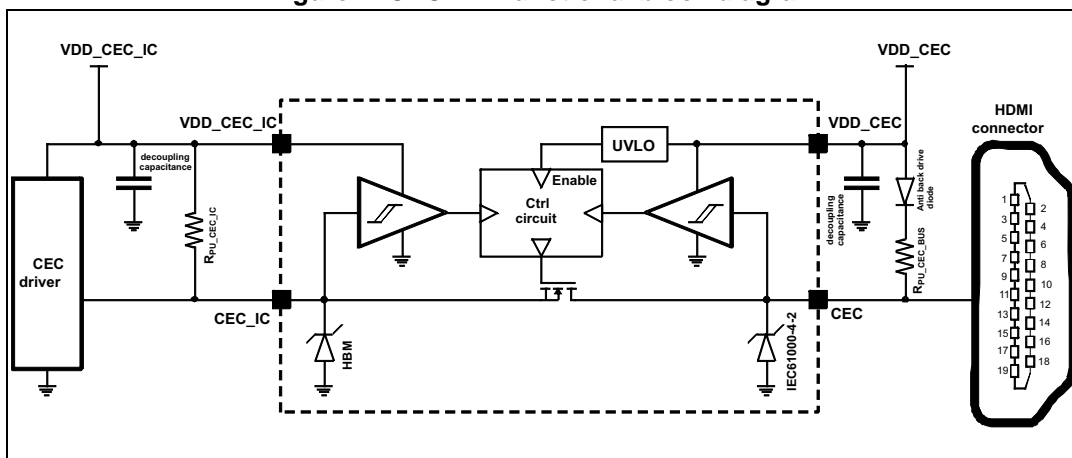 VDD_CEC_IC
VDD_CEC
HDMI
connector
VDD_CEC_IC
VDD_CEC
UVLO
decoupling
capacitance
Enable
Ctrl
circuit
decoupling
capacitance
Anti back drive
diode
RPU_CEC_IC
RPU_CEC_BUS
CEC
driver
CEC_IC
CEC
HBM
IEC61000-4-2
1
2
3
4
5
6
7
8
9
10
11
12
13
14
15
16
17
18
19